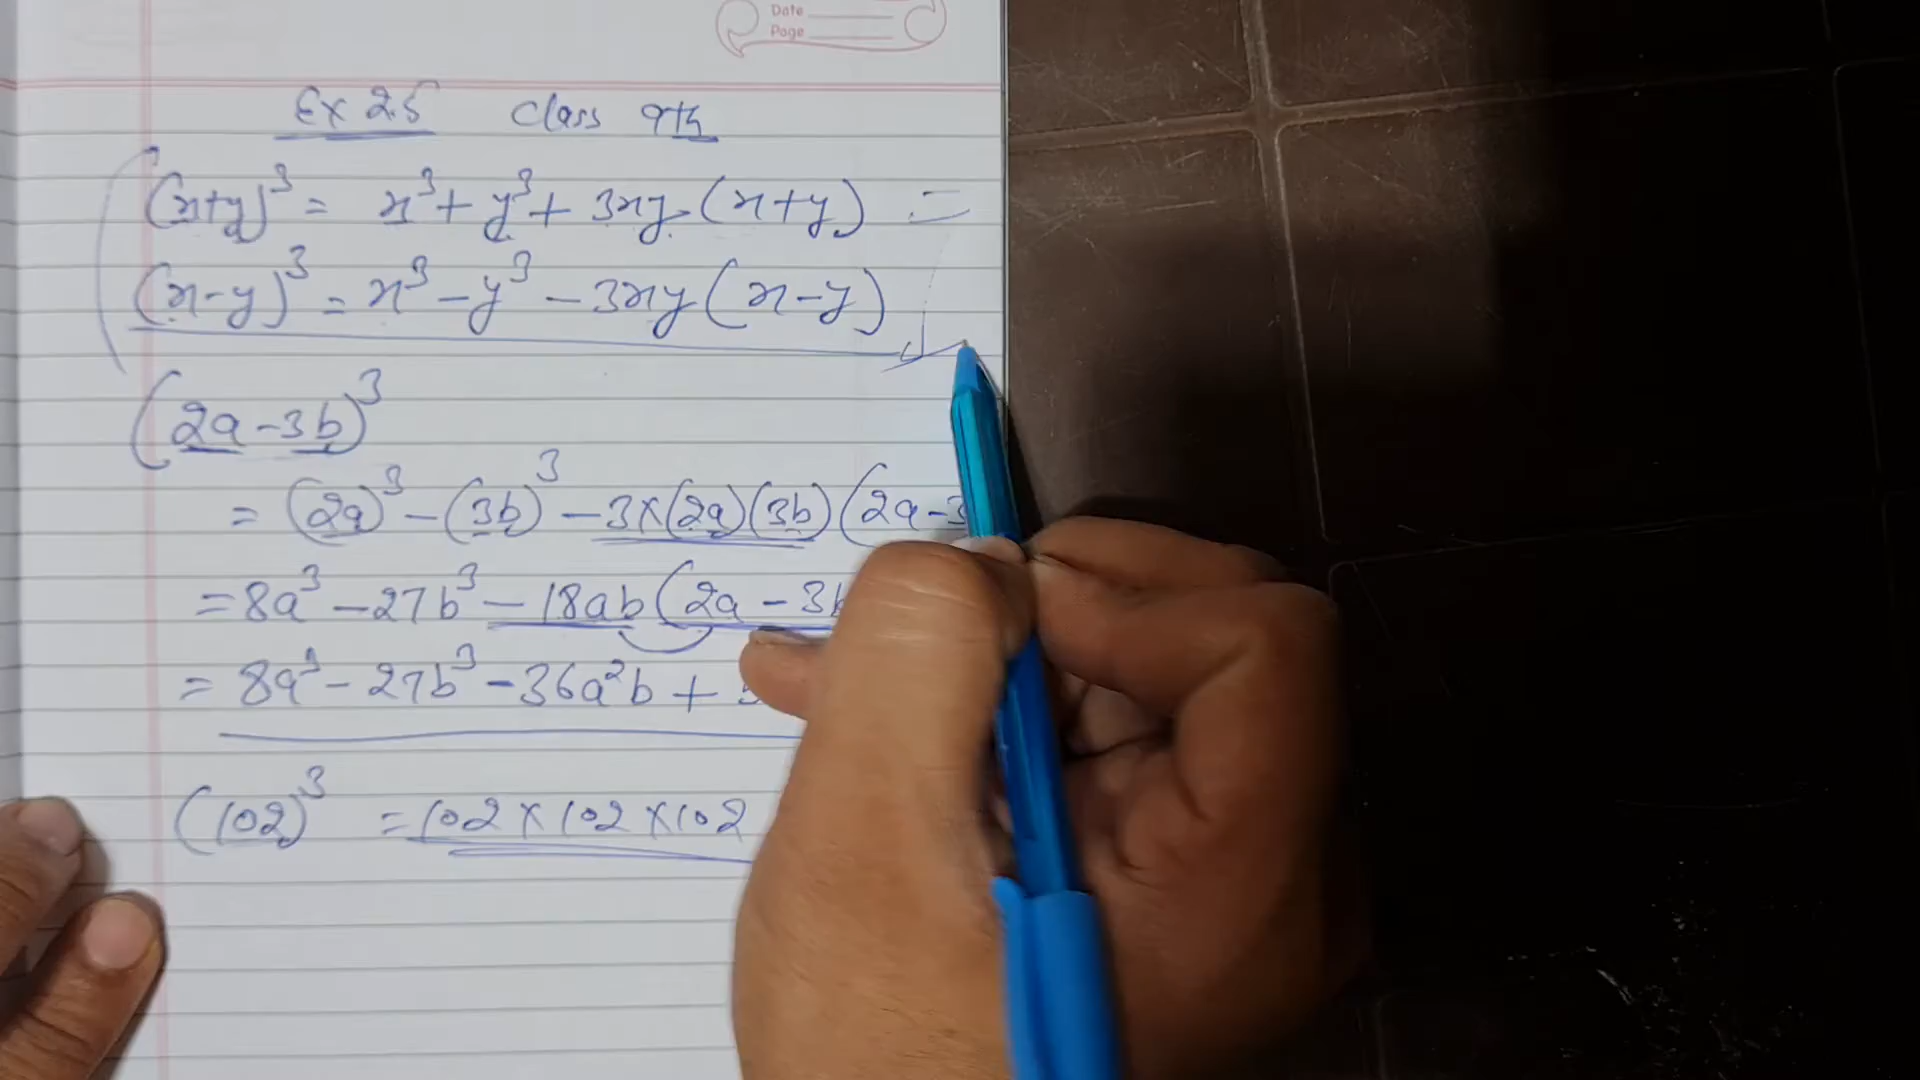 Date
Page
Ex 2.5 Class 9th
(x+y)³ = x³ + y³ + 3xy (x+y) =
(x-y)³ = x³ - y³ - 3xy (x-y)
(2a-3b)³
= (2a)³ - (3b)³ - 3×(2a)(3b) (2a-3
= 8a³ - 27b³ - 18ab (2a - 3b
= 8a³ - 27b³ - 36a²b + 5
(102)³ = 102 × 102 × 102